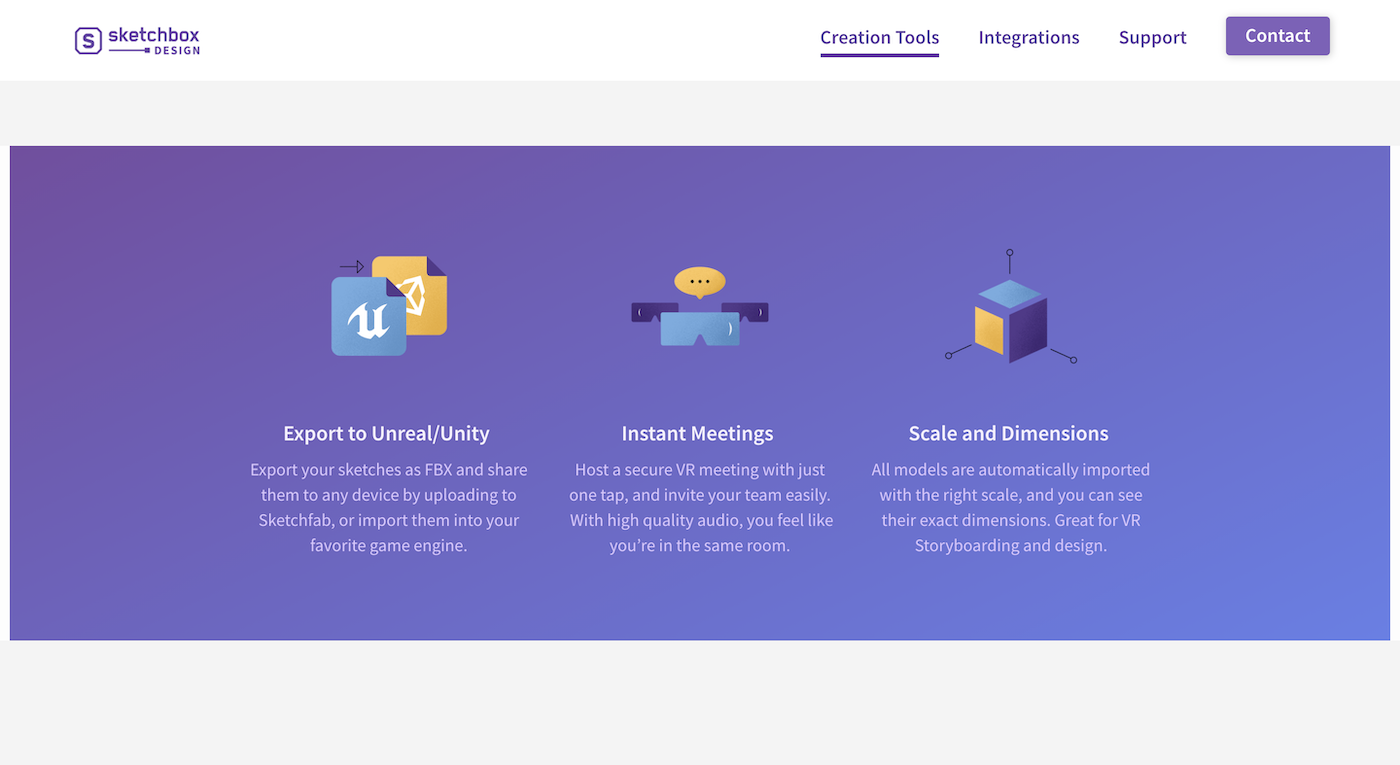 sketchbox
DESIGN
Creation Tools
Integrations
Support
Contact
Export to Unreal/Unity
Export your sketches as FBX and share
them to any device by uploading to
Sketchfab, or import them into your
favorite game engine.
Instant Meetings
Host a secure VR meeting with just
one tap, and invite your team easily.
With high quality audio, you feel like
you’re in the same room.
Scale and Dimensions
All models are automatically imported
with the right scale, and you can see
their exact dimensions. Great for VR
Storyboarding and design.